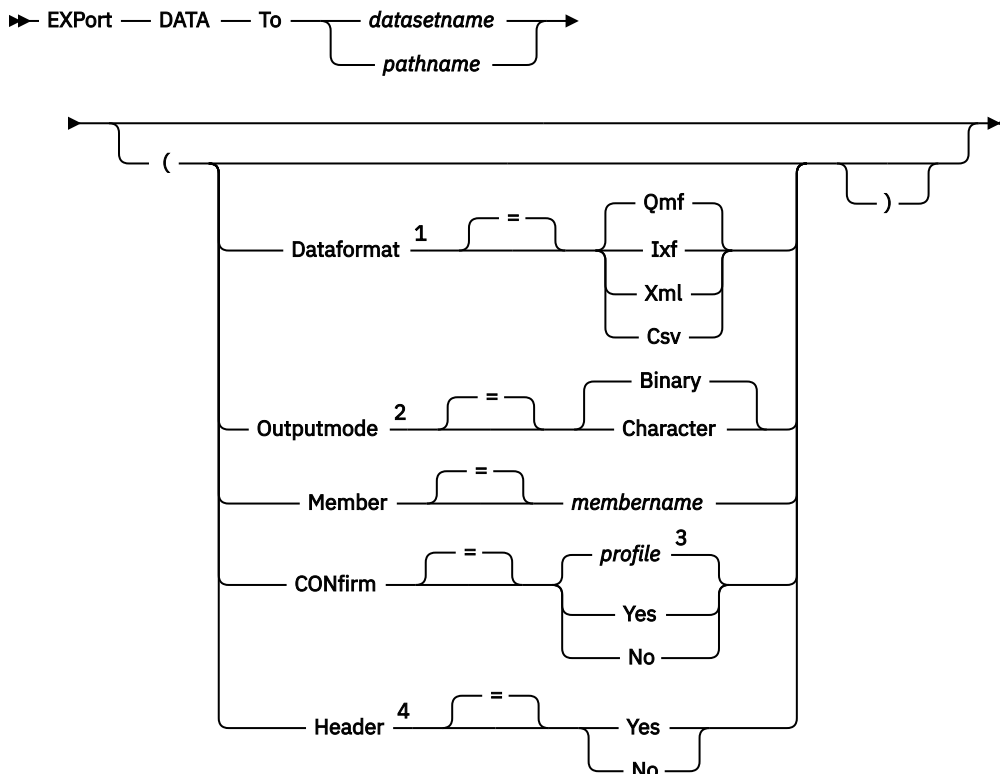 EXPort DATA To datasetname
pathname
(
)
Qmf
=
Dataformat 1 Ixf
Xml
Csv
Binary
=
Outputmode 2 Character
=
Member membername
= profile 3
CONfirm
Yes
No
=
Header 4 Yes
No